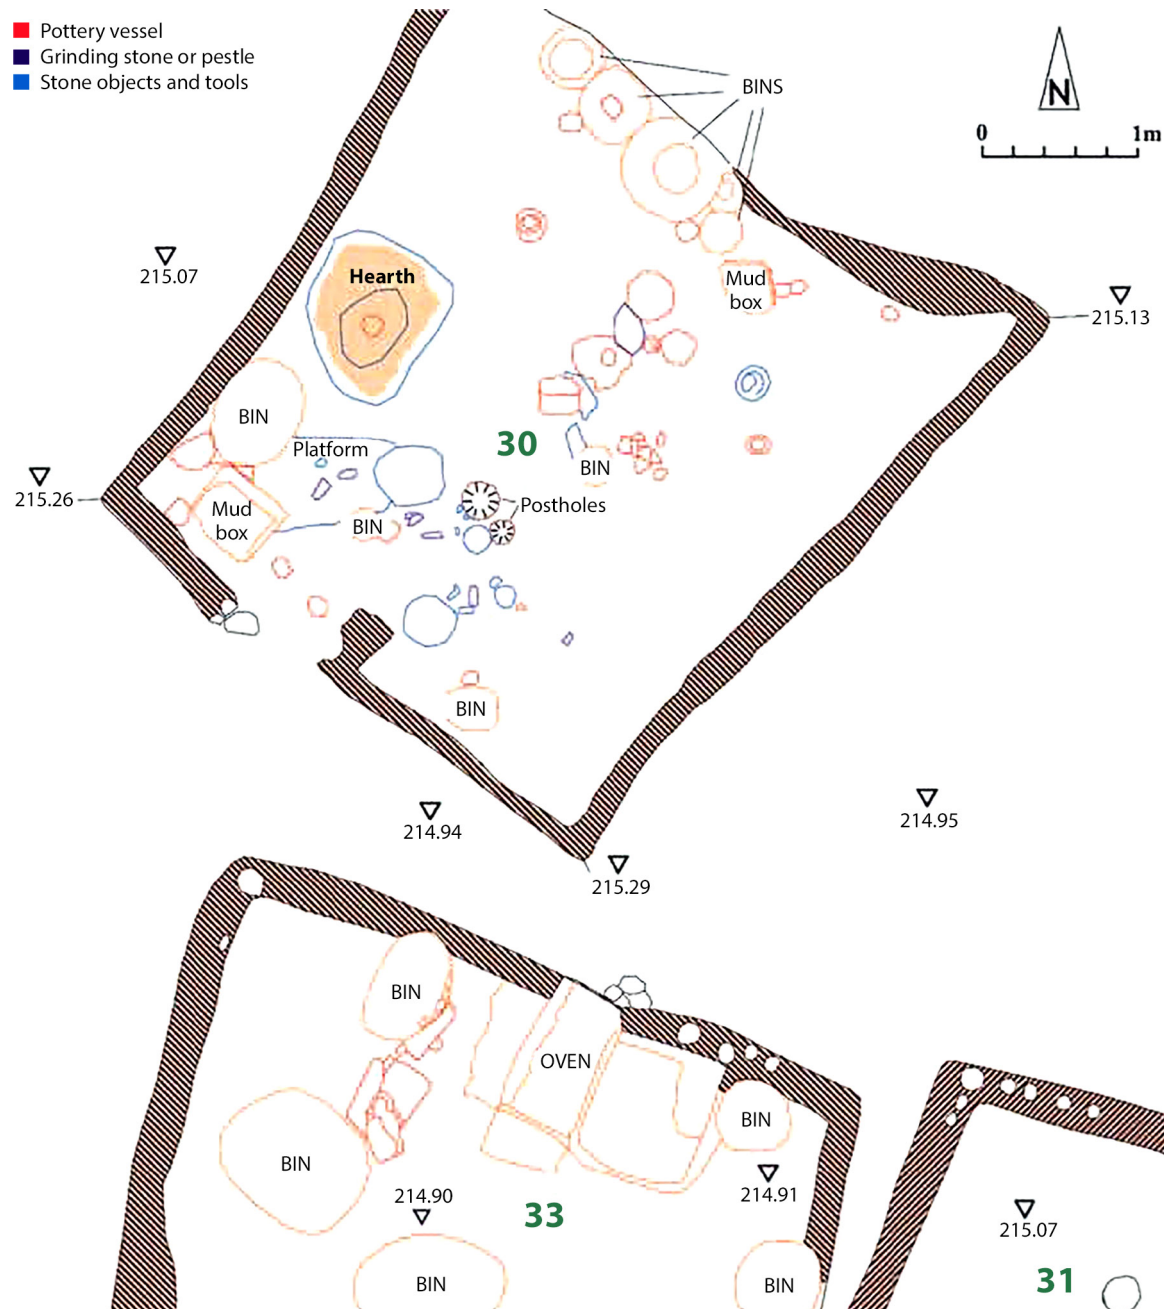 Pottery vessel
Grinding stone or pestle
Stone objects and tools
BINS
N
0 1m
215.07
Hearth
Mud
box
215.13
BIN
30
Platform
BIN
215.26
Mud
box
BIN
Postholes
BIN
214.94
214.95
215.29
BIN
OVEN
BIN
BIN
214.90
33
214.91
215.07
31
BIN
BIN